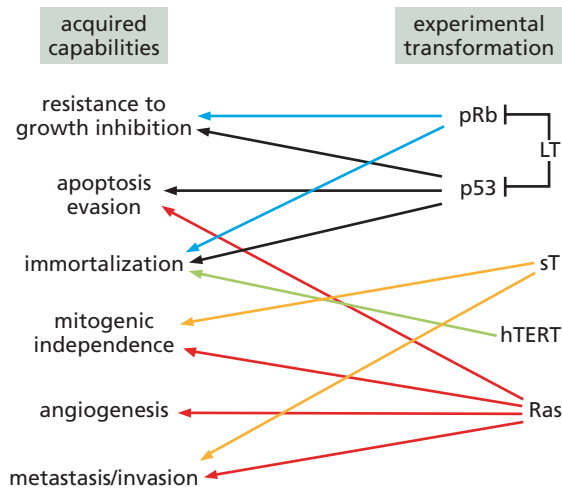 acquired
capabilities
experimental
transformation
resistance to
growth inhibition
pRb
LT
apoptosis
evasion
p53
immortalization
sT
mitogenic
independence
hTERT
angiogenesis
Ras
metastasis/invasion